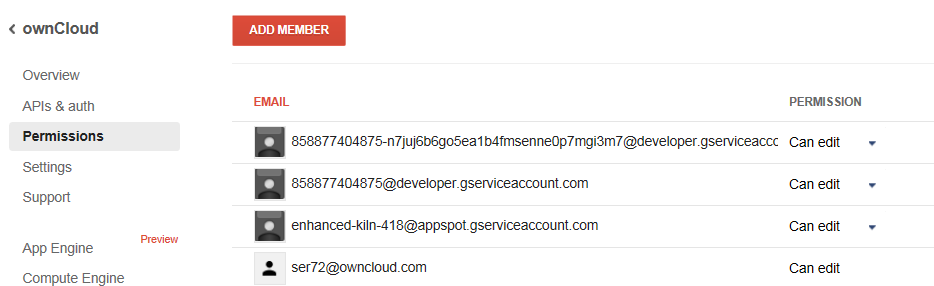 ownCloud
ADD MEMBER
Overview
APIs & auth
Permissions
Settings
Support
App Engine Preview
Compute Engine
EMAIL PERMISSION
858877404875-n7juj6b6go5ea1b4fmsenne0p7mgi3m7@developer.gserviceacc Can edit
858877404875@developer.gserviceaccount.com Can edit
enhanced-kiln-418@appspot.gserviceaccount.com Can edit
ser72@owncloud.com Can edit